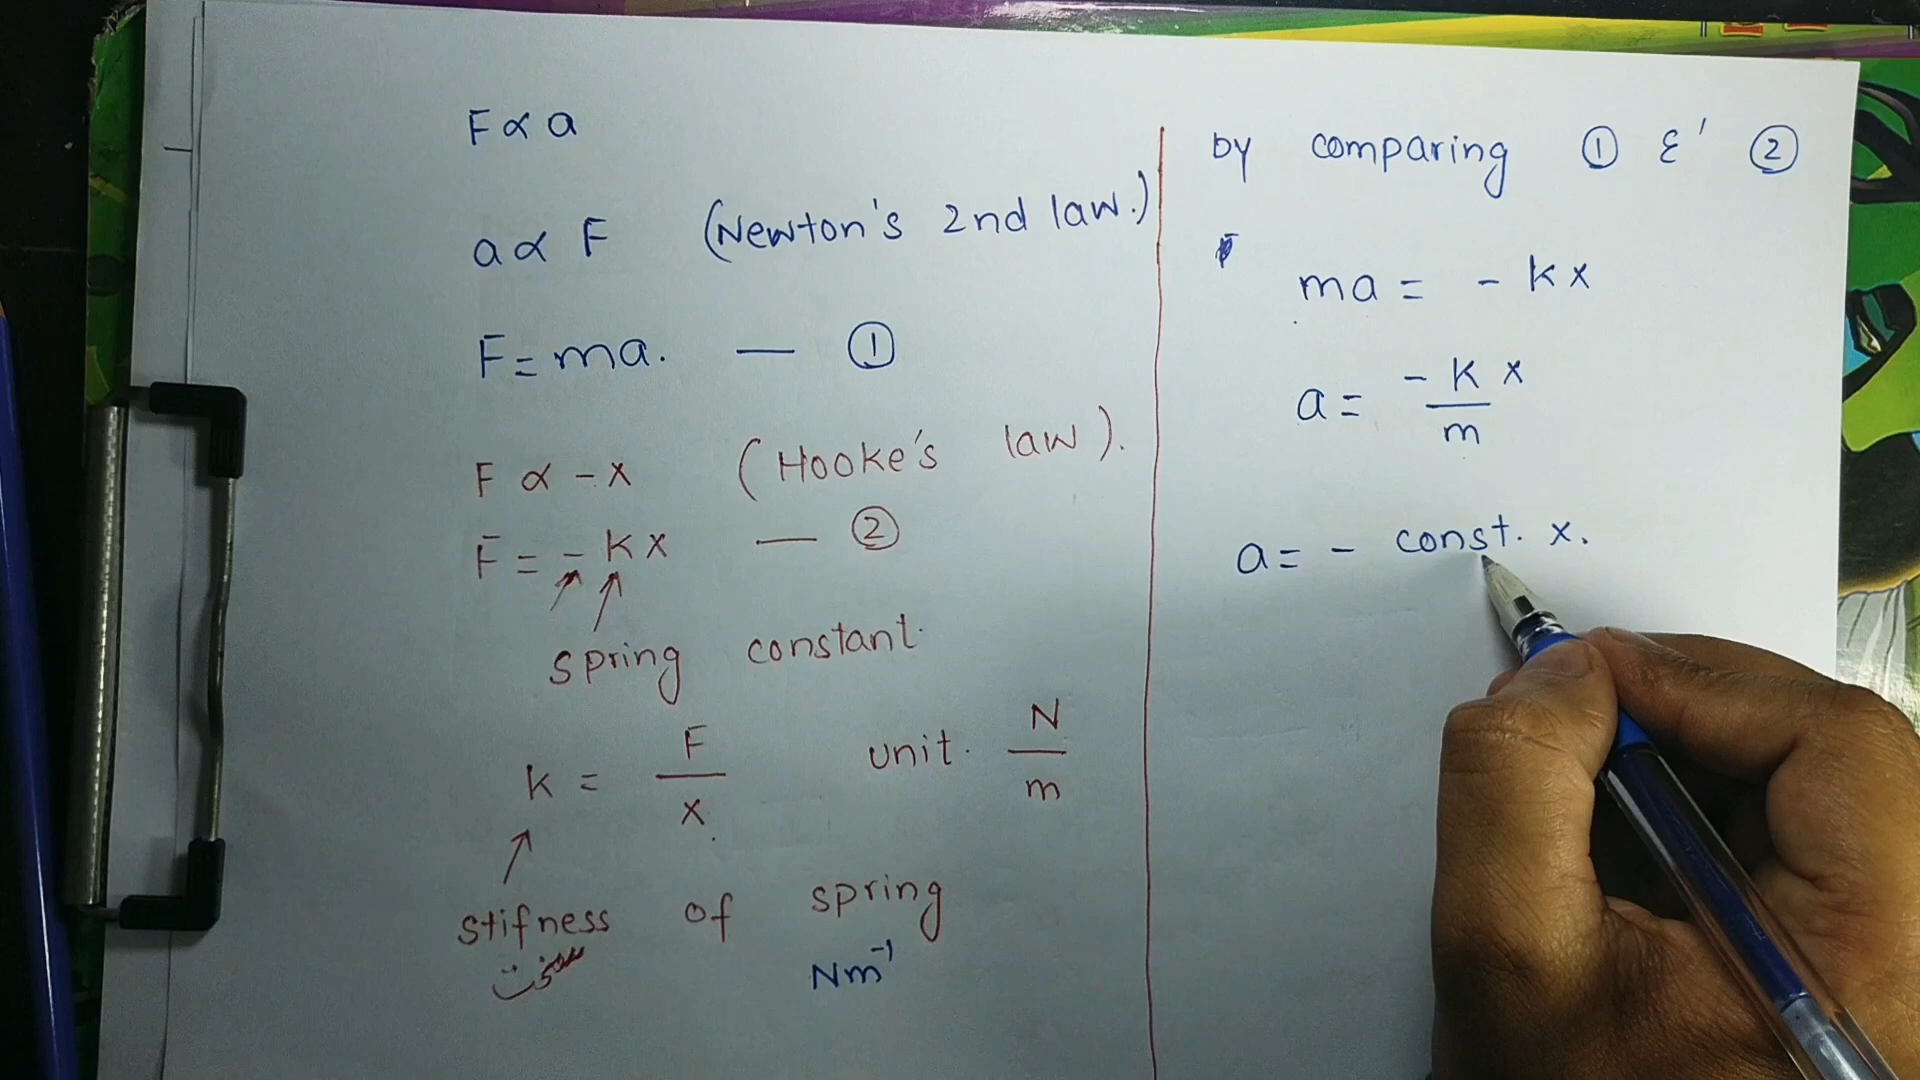 F ∝ a
a ∝ F (Newton's 2nd law.)
F = ma. — ①
F ∝ - x (Hooke's law).
F = - kx — ②
spring constant.
k = F/x unit. N/m
stifness of spring
سخت
Nm⁻¹
by comparing ① & ②
ma = - kx
a = - k/m x
a = - const. x.